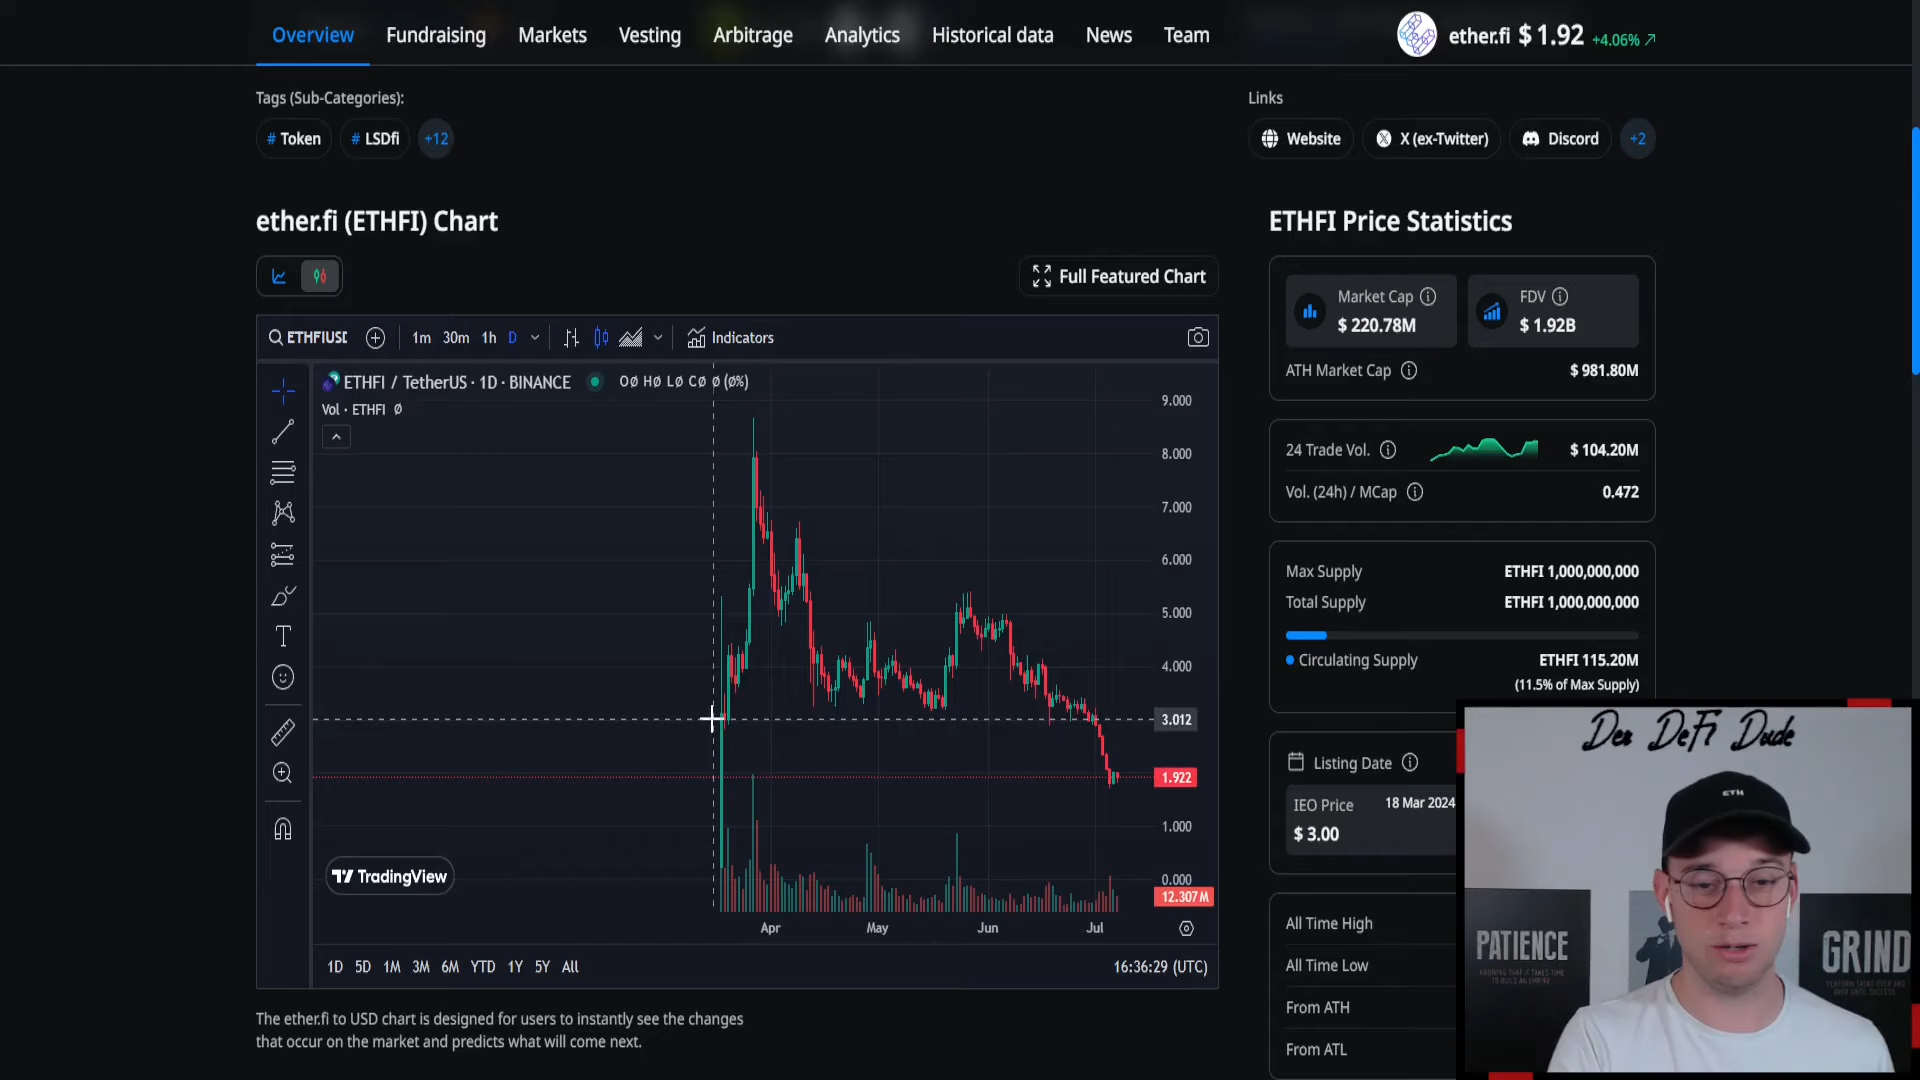 Overview Fundraising Markets Vesting Arbitrage Analytics Historical data News Team
ether.fi $ 1.92 +4.06%
Tags (Sub-Categories):
# Token # LSDfi +12
Links
Website X (ex-Twitter) Discord +2
ether.fi (ETHFI) Chart
Full Featured Chart
ETHFIUSD 1m 30m 1h D Indicators
ETHFI / TetherUS · 1D · BINANCE O∅ H∅ L∅ C∅ ∅ (∅%)
Vol · ETHFI ∅
9.000
8.000
7.000
6.000
5.000
4.000
3.012
1.922
1.000
0.000
12.307M
TradingView
Apr May Jun Jul
1D 5D 1M 3M 6M YTD 1Y 5Y All
16:36:29 (UTC)
The ether.fi to USD chart is designed for users to instantly see the changes
that occur on the market and predicts what will come next.
ETHFI Price Statistics
Market Cap
$ 220.78M
FDV
$ 1.92B
ATH Market Cap $ 981.80M
24 Trade Vol. $ 104.20M
Vol. (24h) / MCap 0.472
Max Supply ETHFI 1,000,000,000
Total Supply ETHFI 1,000,000,000
Circulating Supply ETHFI 115.20M
(11.5% of Max Supply)
Listing Date
IEO Price 18 Mar 2024
$ 3.00
All Time High
All Time Low
From ATH
From ATL
Der DeFi Dude
ETH
PATIENCE
GRIND